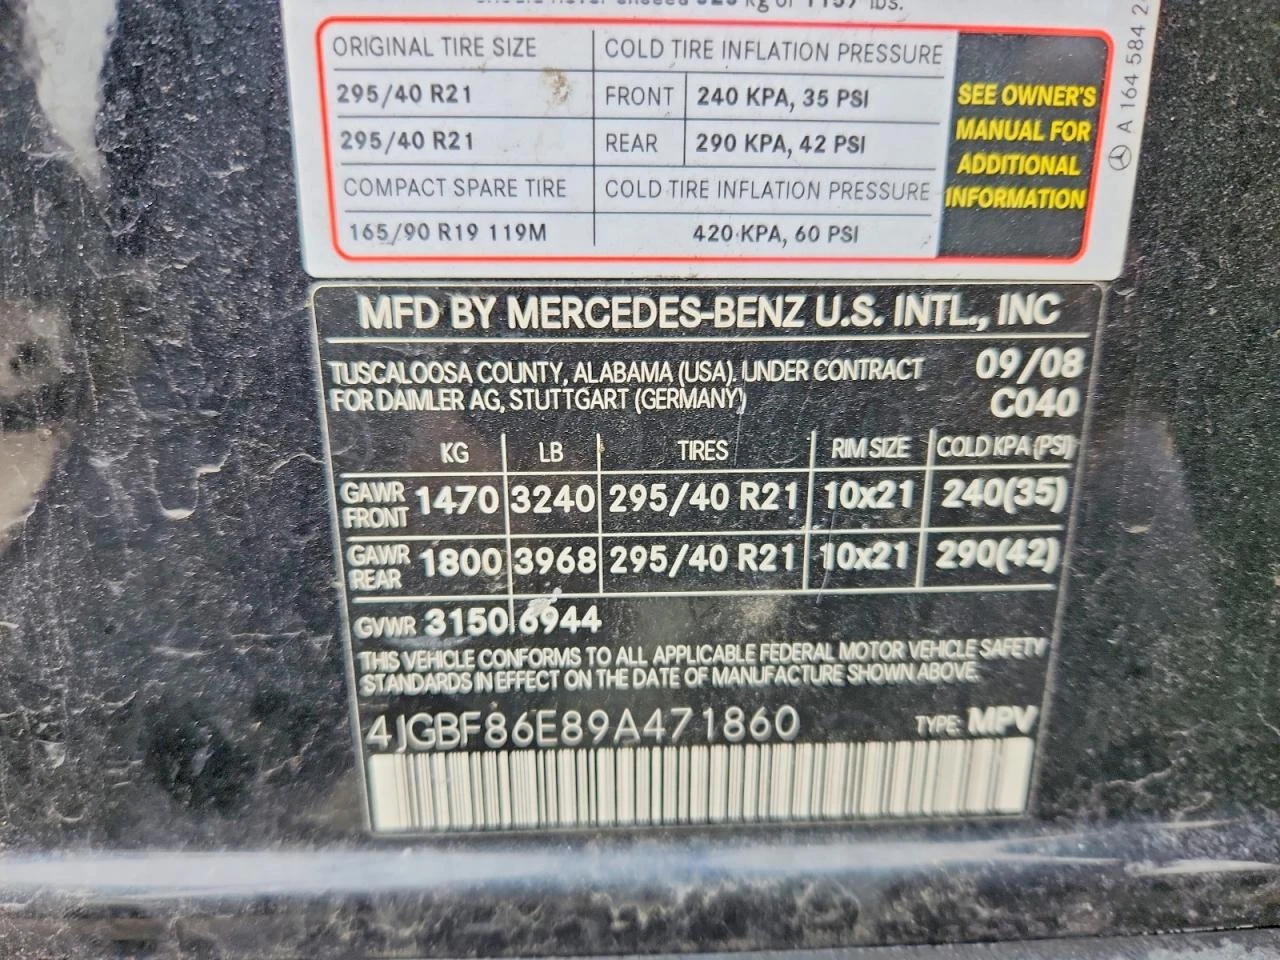 kg or 1157 lbs.
ORIGINAL TIRE SIZE COLD TIRE INFLATION PRESSURE
295/40 R21 FRONT 240 KPA, 35 PSI
295/40 R21 REAR 290 KPA, 42 PSI
COMPACT SPARE TIRE COLD TIRE INFLATION PRESSURE
165/90 R19 119M 420 KPA, 60 PSI
SEE OWNER'S
MANUAL FOR
ADDITIONAL
INFORMATION
A 164 584
MFD BY MERCEDES-BENZ U.S. INTL., INC
TUSCALOOSA COUNTY, ALABAMA (USA), UNDER CONTRACT 09/08
FOR DAIMLER AG, STUTTGART (GERMANY) C040
KG LB TIRES RIM SIZE COLD KPA (PSI)
GAWR FRONT 1470 3240 295/40 R21 10x21 240(35)
GAWR REAR 1800 3968 295/40 R21 10x21 290(42)
GVWR 3150 6944
THIS VEHICLE CONFORMS TO ALL APPLICABLE FEDERAL MOTOR VEHICLE SAFETY
STANDARDS IN EFFECT ON THE DATE OF MANUFACTURE SHOWN ABOVE.
4JGBF86E89A471860 TYPE: MPV